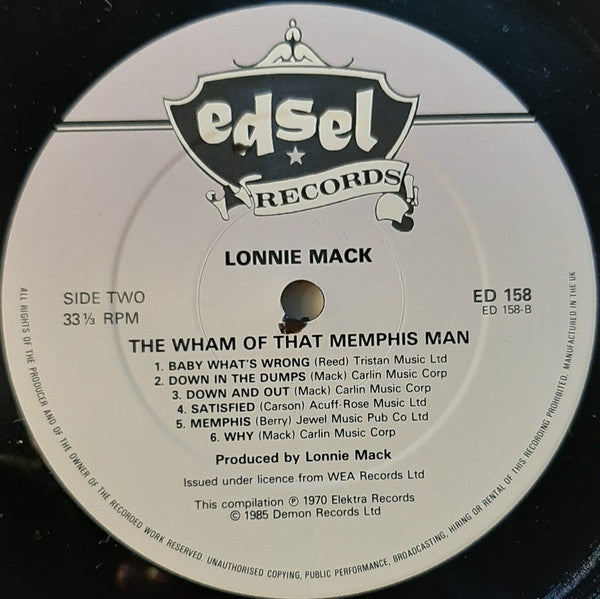 edsel
RECORDS
LONNIE MACK
SIDE TWO
33⅓ RPM
ED 158
ED 158-B
THE WHAM OF THAT MEMPHIS MAN
1. BABY WHAT'S WRONG (Reed) Tristan Music Ltd
2. DOWN IN THE DUMPS (Mack) Carlin Music Corp
3. DOWN AND OUT (Mack) Carlin Music Corp
4. SATISFIED (Carson) Acuff-Rose Music Ltd
5. MEMPHIS (Berry) Jewel Music Pub Co Ltd
6. WHY (Mack) Carlin Music Corp
Produced by Lonnie Mack
Issued under licence from WEA Records Ltd
This compilation ℗ 1970 Elektra Records
© 1985 Demon Records Ltd
ALL RIGHTS OF THE PRODUCER AND OF THE OWNER OF THE RECORDED WORK RESERVED. UNAUTHORISED COPYING, PUBLIC PERFORMANCE, BROADCASTING, HIRING OR RENTAL OF THIS RECORDING PROHIBITED. MANUFACTURED IN THE UK